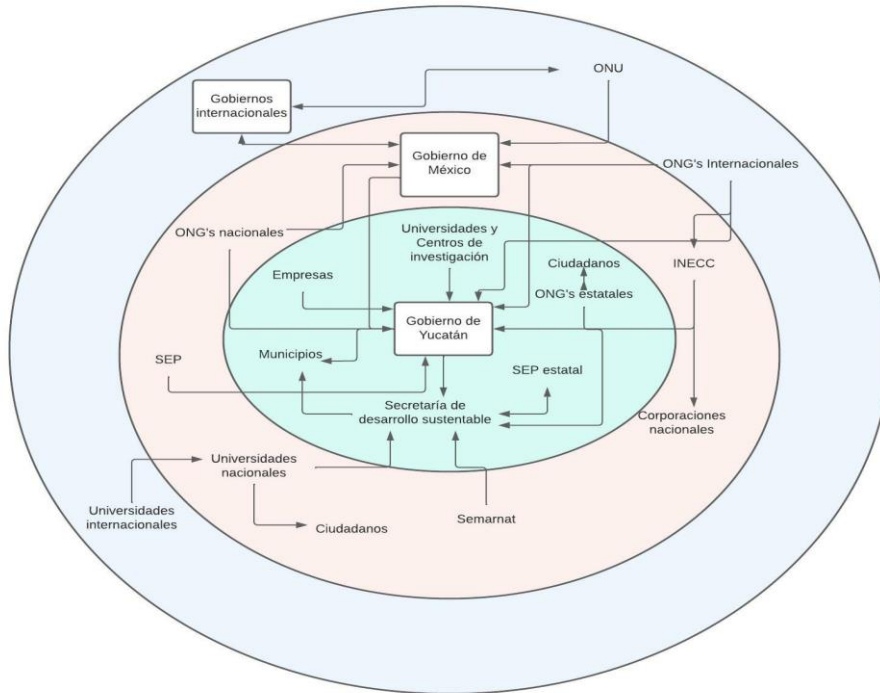 ONU
Gobiernos
internacionales
Gobierno de
México
ONG's Internacionales
ONG's nacionales
Universidades y
Centros de
investigación
Ciudadanos
INECC
Empresas
ONG's estatales
Gobierno de
Yucatán
Municipios
SEP
SEP estatal
Secretaría de
desarrollo sustentable
Corporaciones
nacionales
Universidades
nacionales
Universidades
internacionales
Ciudadanos
Semarnat